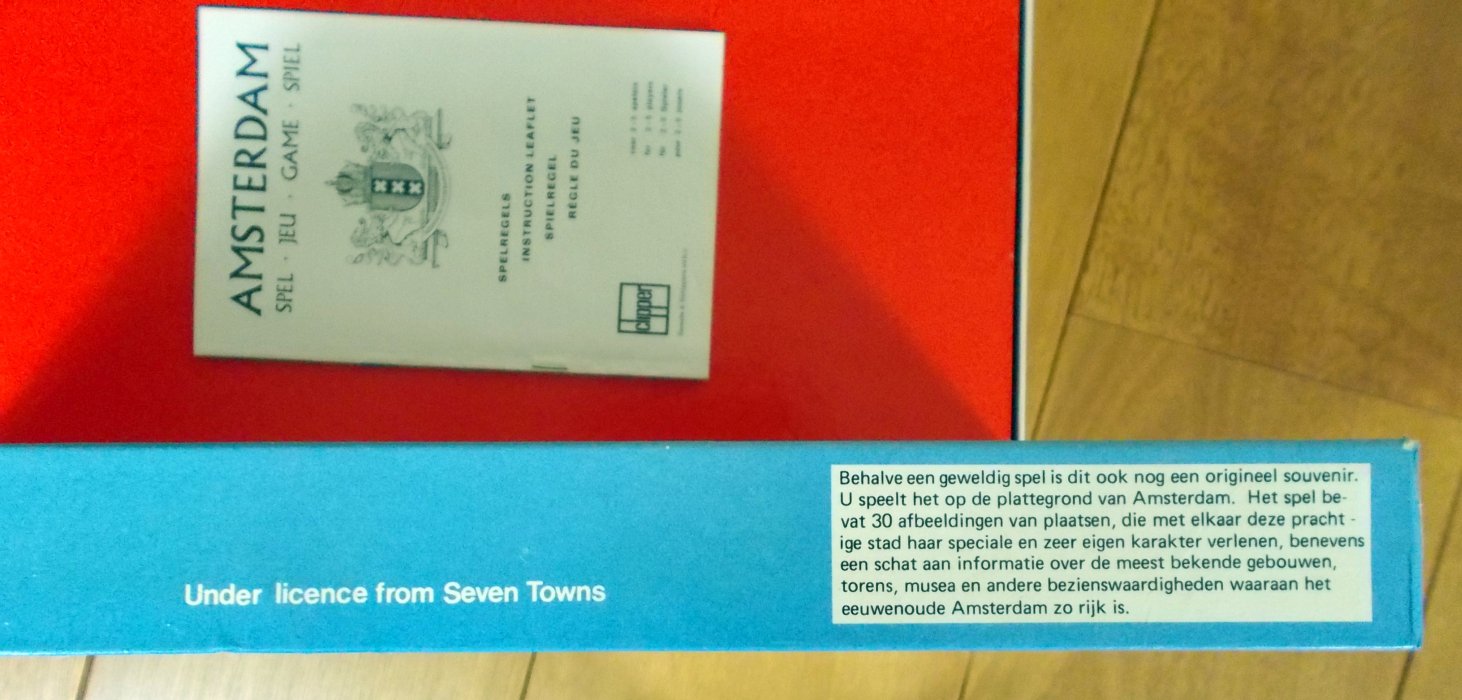 AMSTERDAM
SPEL · JEU · GAME · SPIEL
SPELREGELS
INSTRUCTION LEAFLET
SPIELREGEL
RÈGLE DU JEU
clipper
Under licence from Seven Towns
Behalve een geweldig spel is dit ook nog een origineel souvenir.
U speelt het op de plattegrond van Amsterdam. Het spel be-
vat 30 afbeeldingen van plaatsen, die met elkaar deze pracht -
ige stad haar speciale en zeer eigen karakter verlenen, benevens
een schat aan informatie over de meest bekende gebouwen,
torens, musea en andere bezienswaardigheden waaraan het
eeuwenoude Amsterdam zo rijk is.